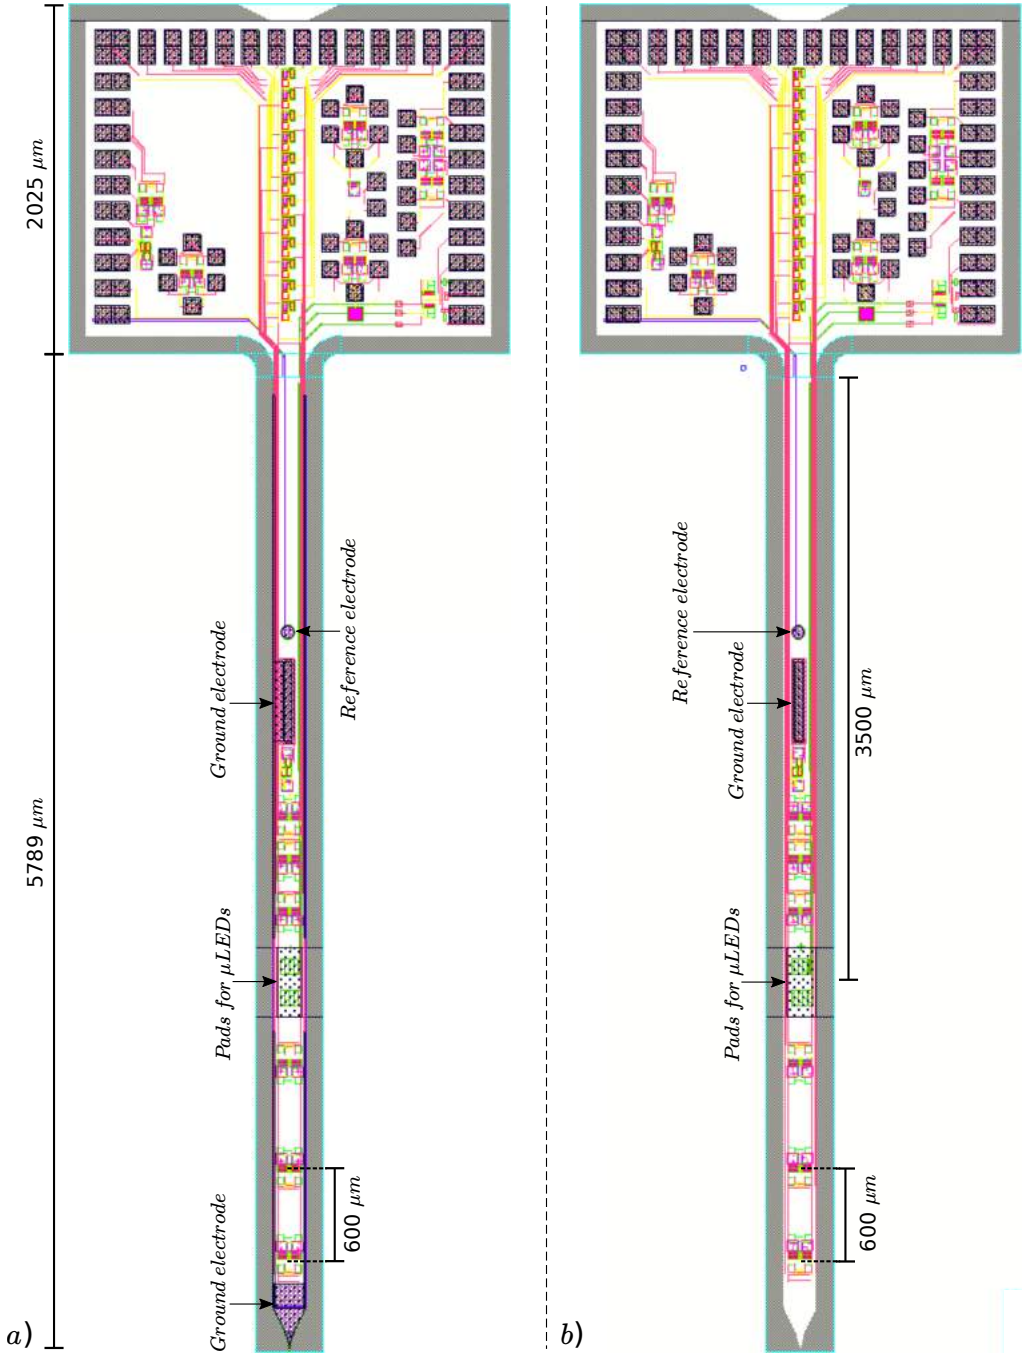 2025 μm
5789 μm
Reference electrode
Ground electrode
Pads for μLEDs
600 μm
Ground electrode
a)
Reference electrode
Ground electrode
3500 μm
Pads for μLEDs
600 μm
b)